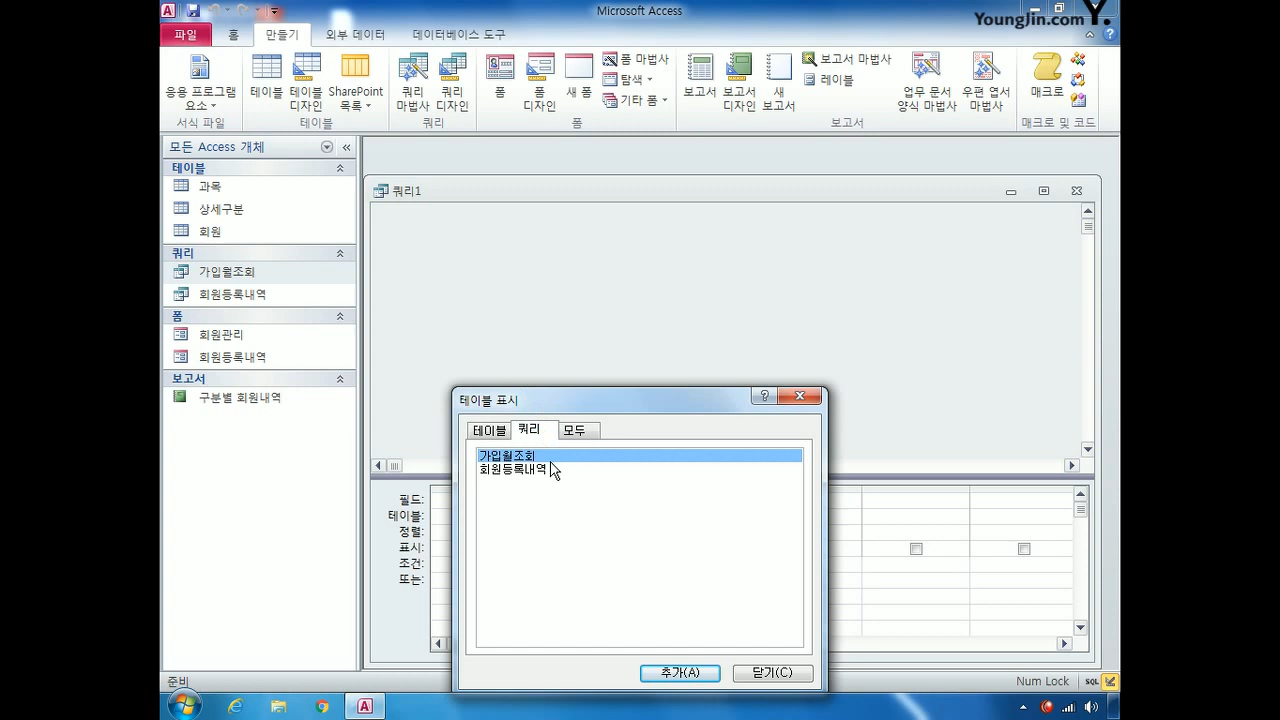 Microsoft Access
YoungJin.com Y.
파일 홈 만들기 외부 데이터 데이터베이스 도구
응용 프로그램 요소
테이블
테이블 디자인
SharePoint 목록
쿼리 마법사
쿼리 디자인
폼
폼 디자인
새 폼
폼 마법사
탐색
기타 폼
보고서
보고서 디자인
새 보고서
보고서 마법사
레이블
업무 문서 양식 마법사
우편 엽서 마법사
매크로
서식 파일 테이블 쿼리 폼 보고서 매크로 및 코드
모든 Access 개체
테이블
과목
상세구분
회원
쿼리
가입월조회
회원등록내역
폼
회원관리
회원등록내역
보고서
구분별 회원내역
쿼리1
필드:
테이블:
정렬:
표시:
조건:
또는:
테이블 표시
테이블 쿼리 모두
가입월조회
회원등록내역
추가(A) 닫기(C)
준비 Num Lock SQL